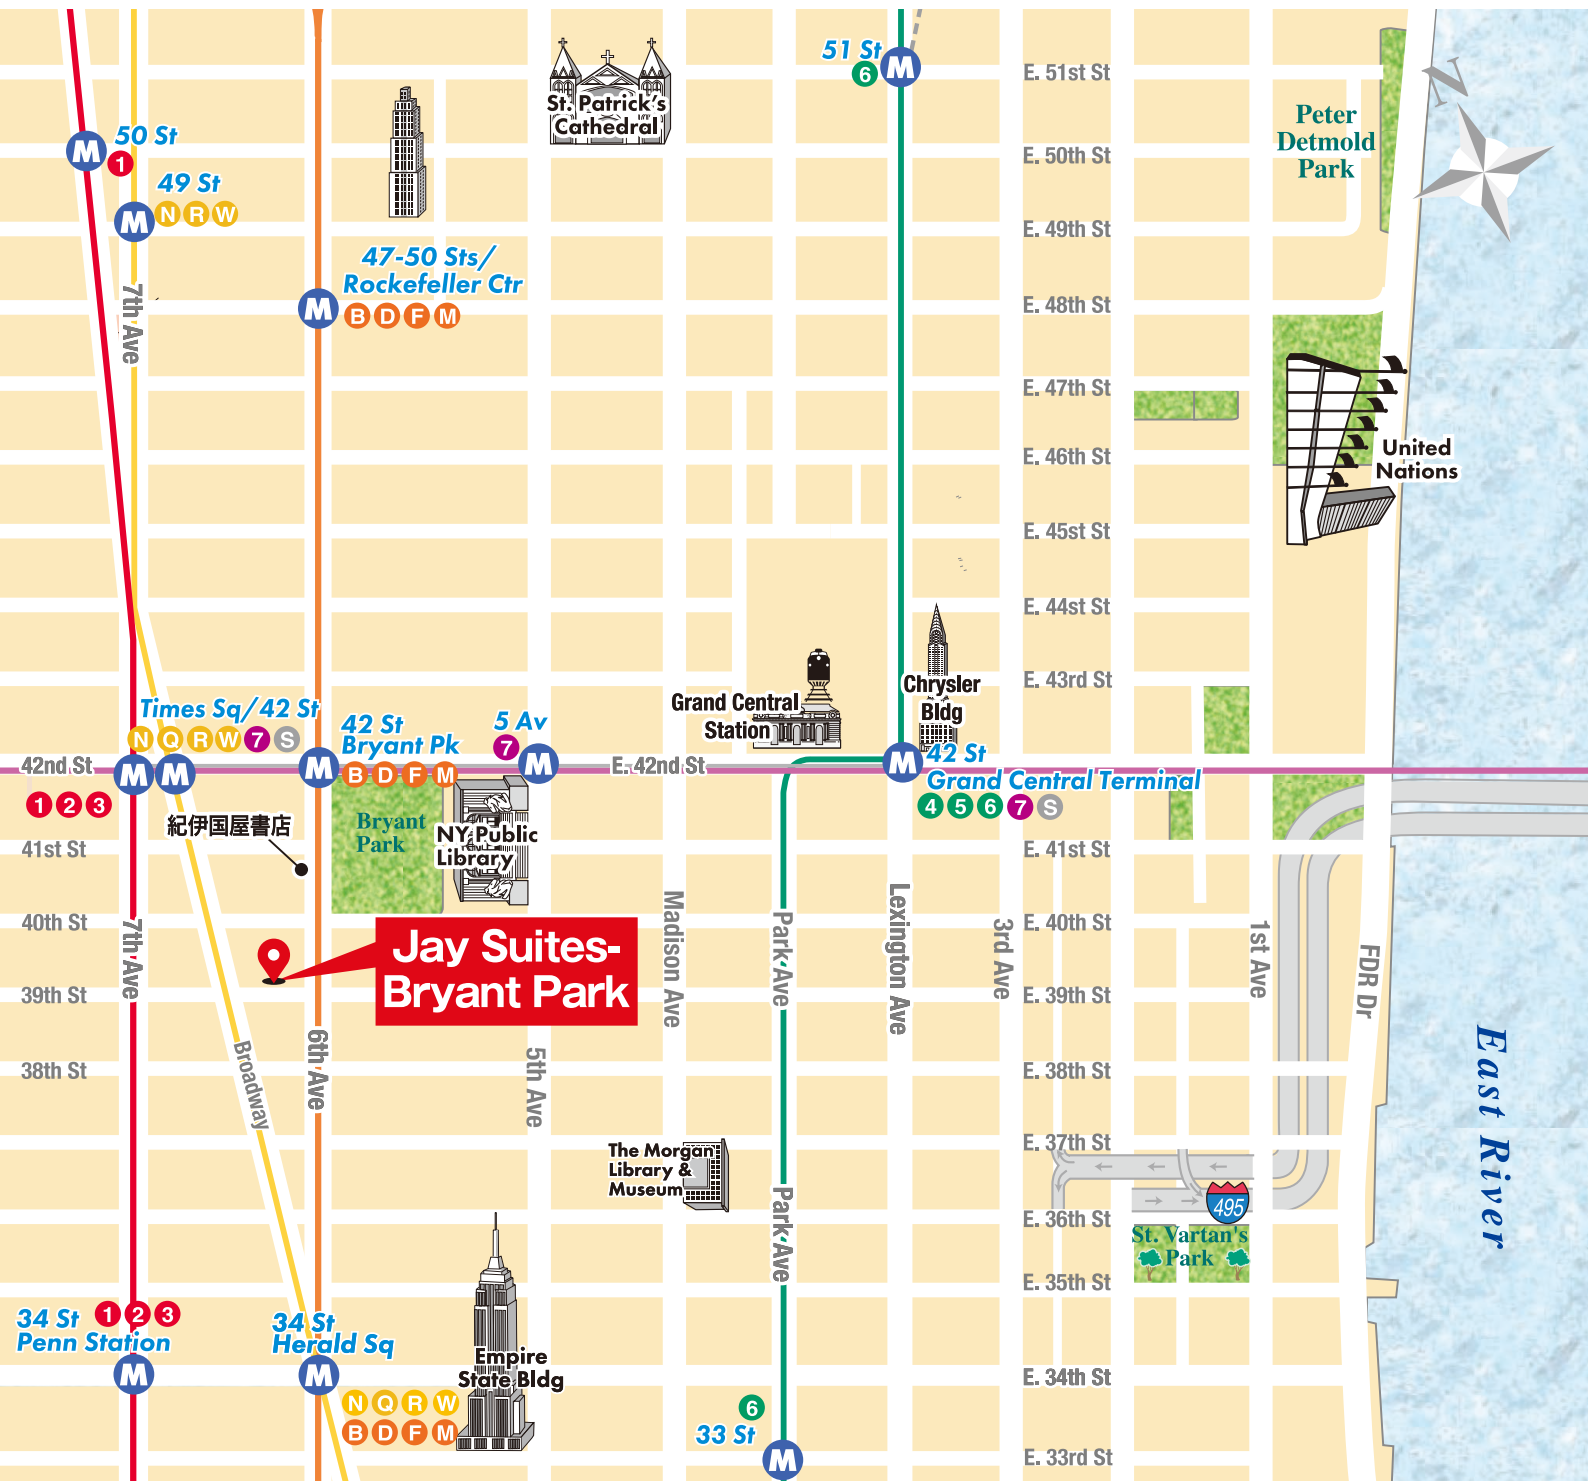 51 St
6
M
E. 51st St
N
St. Patrick's
Cathedral
Peter
Detmold
Park
50 St
M
1
E. 50th St
49 St
M
N R W
E. 49th St
47-50 Sts/
Rockefeller Ctr
M
B D F M
7th Ave
E. 48th St
E. 47th St
United
Nations
E. 46th St
E. 45st St
E. 44st St
E. 43rd St
Chrysler
Bldg
Grand Central
Station
Times Sq/42 St
N Q R W 7 S
42 St
Bryant Pk
B D F M
5 Av
7
42nd St
M
M
M
M
E. 42nd St
M
42 St
Grand Central Terminal
4 5 6 7 S
1 2 3
紀伊国屋書店
Bryant
Park
NY Public
Library
41st St
E. 41st St
40th St
E. 40th St
7th Ave
Jay Suites-
Bryant Park
Madison Ave
Park Ave
Lexington Ave
3rd Ave
1st Ave
FDR Dr
39th St
E. 39th St
Broadway
6th Ave
5th Ave
38th St
E. 38th St
East River
E. 37th St
The Morgan
Library &
Museum
Park Ave
495
E. 36th St
St. Vartan's
Park
E. 35th St
34 St
Penn Station
1 2 3
M
34 St
Herald Sq
M
N Q R W
B D F M
Empire
State Bldg
E. 34th St
6
33 St
M
E. 33rd St